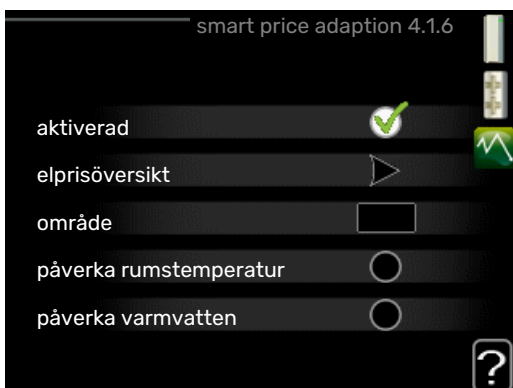 smart price adaption 4.1.6
aktiverad
elprisöversikt
område
påverka rumstemperatur
påverka varmvatten
?